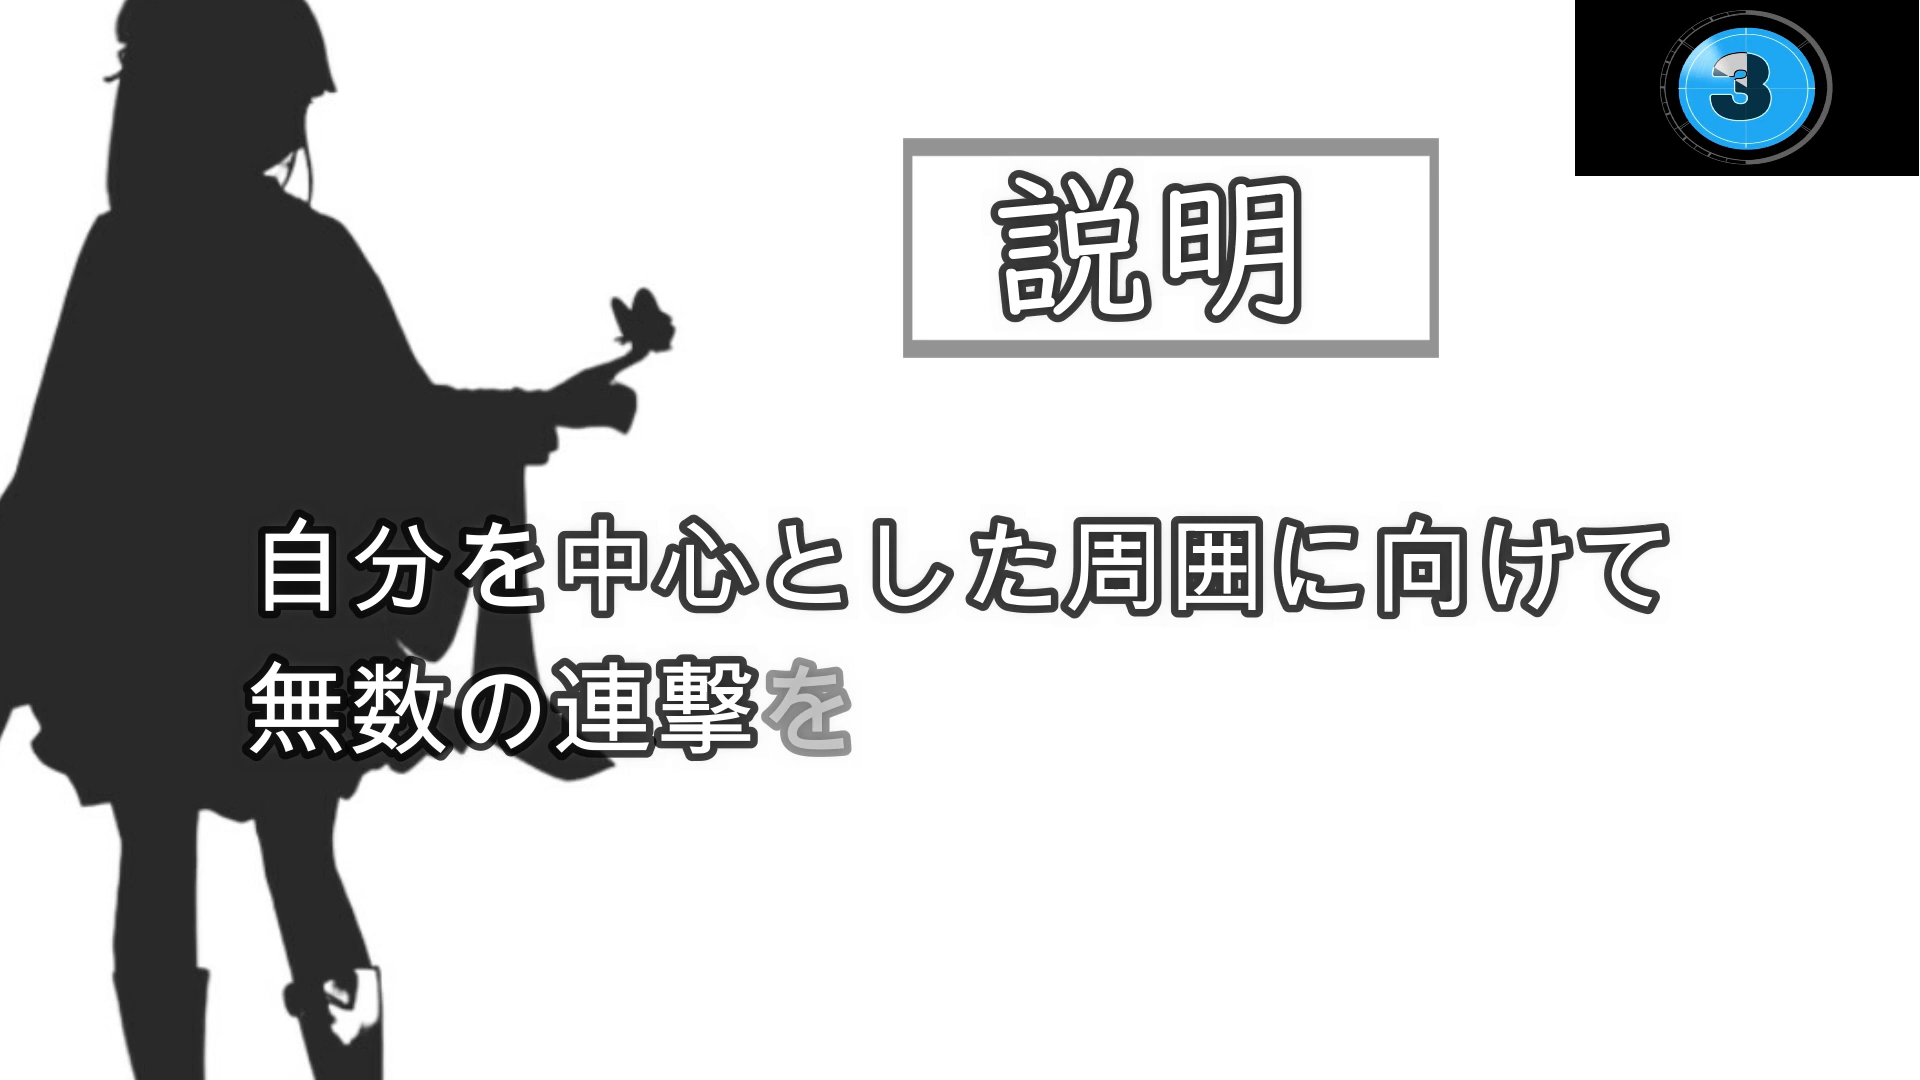 3
説明
自分を中心とした周囲に向けて
無数の連撃を